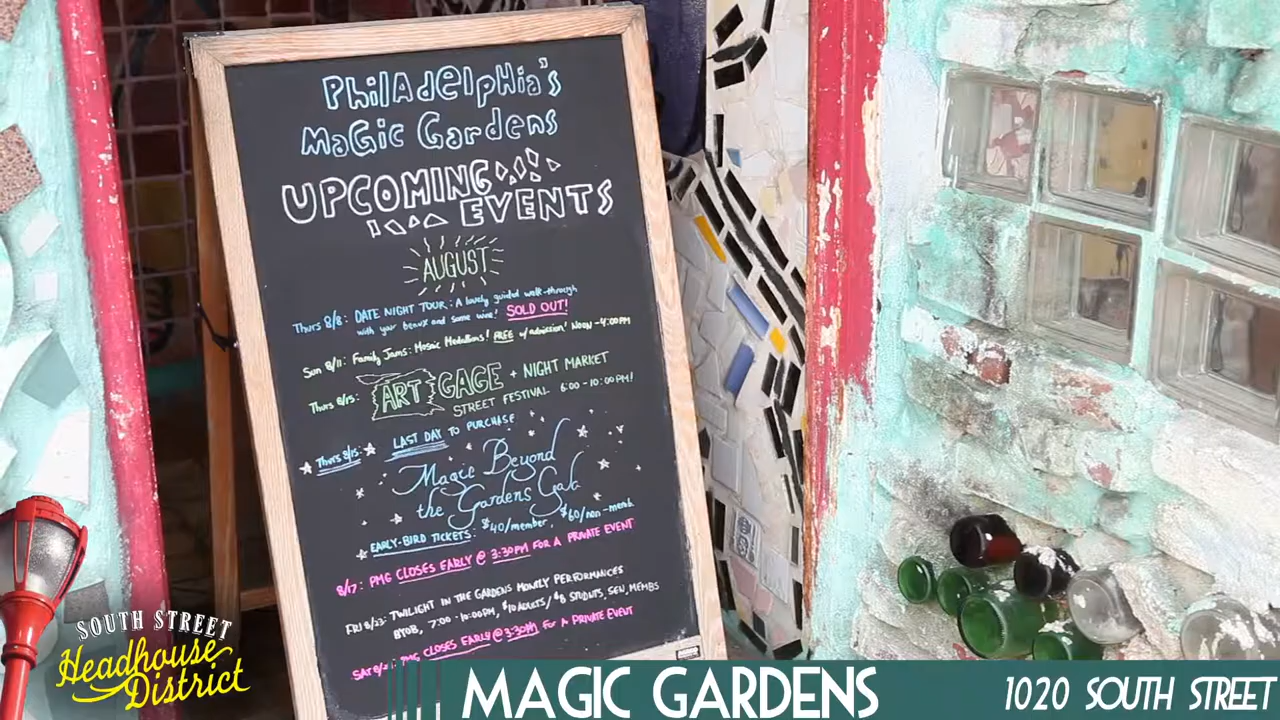 PHilAdelpHia's
MaGic Gardens
UPCOMING
EVENTS
AUGUST
Thurs 8/8: DATE NIGHT TOUR: A lovely guided walk-through
with your beaux and some wine! SOLD OUT!
Sun 8/11: Family Jams: Mosaic Medallions! FREE w/admission! NOON-4:00PM
Thurs 8/15: ART GAGE + NIGHT MARKET
STREET FESTIVAL 6:00-10:00PM!
Thurs 8/15: LAST DAY TO PURCHASE
Magic Beyond
the Gardens Gala
EARLY-BIRD TICKETS: $40/member, $60/non-memb.
8/17: PMG CLOSES EARLY @ 3:30PM FOR A PRIVATE EVENT
FRI 8/23: TWILIGHT IN THE GARDENS PERFORMANCES
BYOB, 7:00-10:00PM, $8 SEN, MEMBS
SAT PMG CLOSES EARLY @ 3:30PM FOR A PRIVATE EVENT
SOUTH STREET
Headhouse
District
MAGIC GARDENS
1020 SOUTH STREET